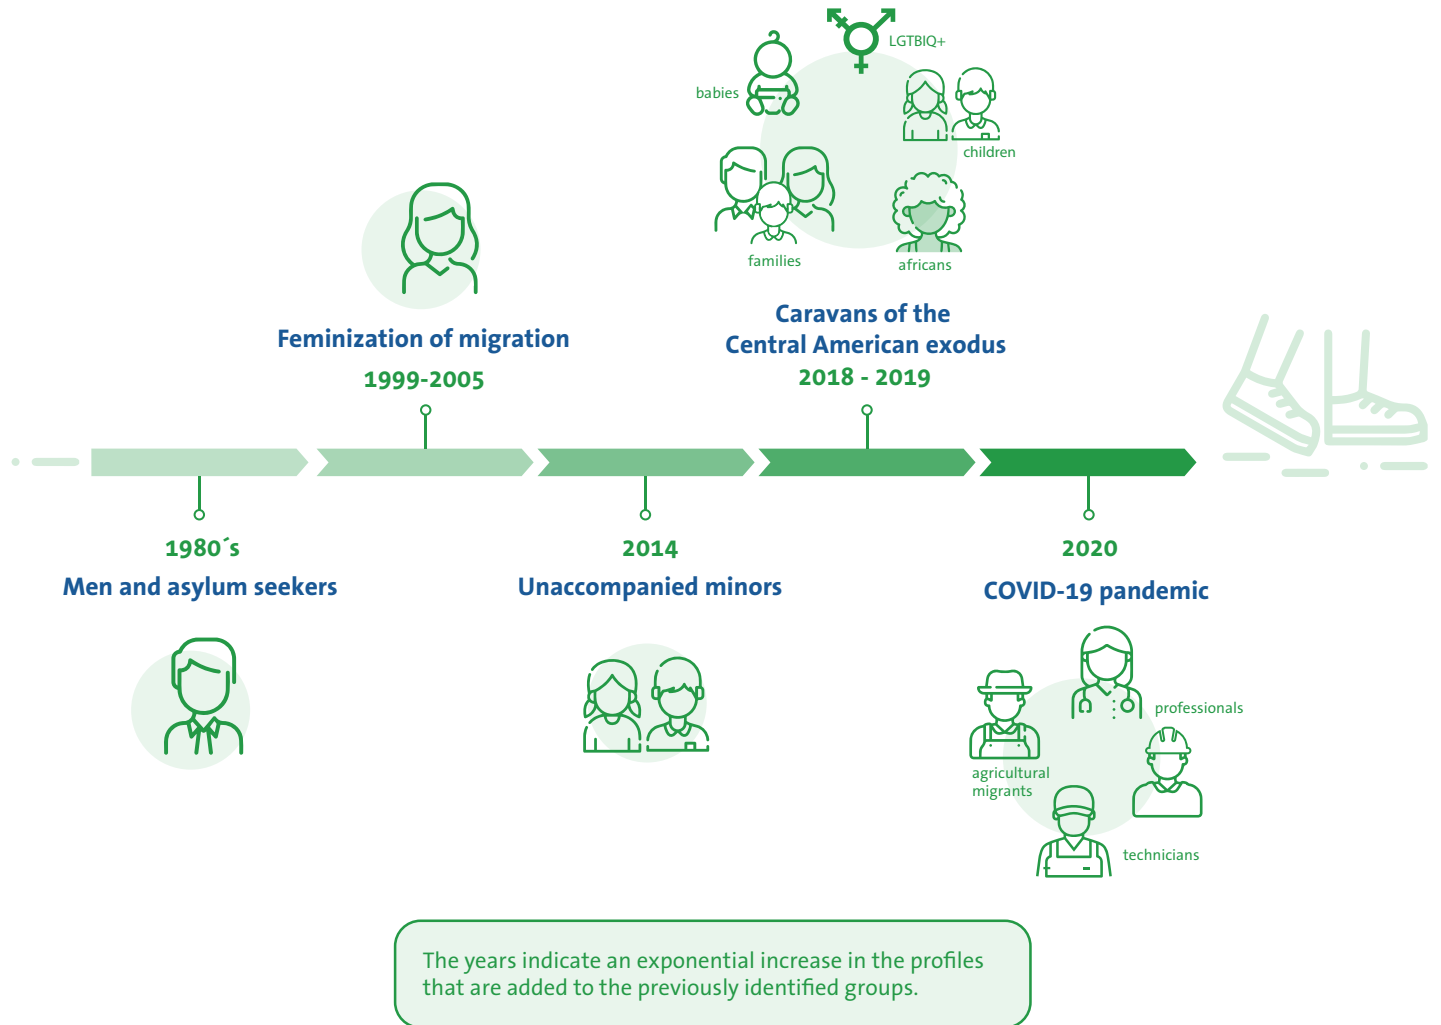 LGTBIQ+
babies
children
families
africans
Feminization of migration
1999-2005
Caravans of the
Central American exodus
2018 - 2019
1980´s
Men and asylum seekers
2014
Unaccompanied minors
2020
COVID-19 pandemic
professionals
agricultural
migrants
technicians
The years indicate an exponential increase in the profiles
that are added to the previously identified groups.